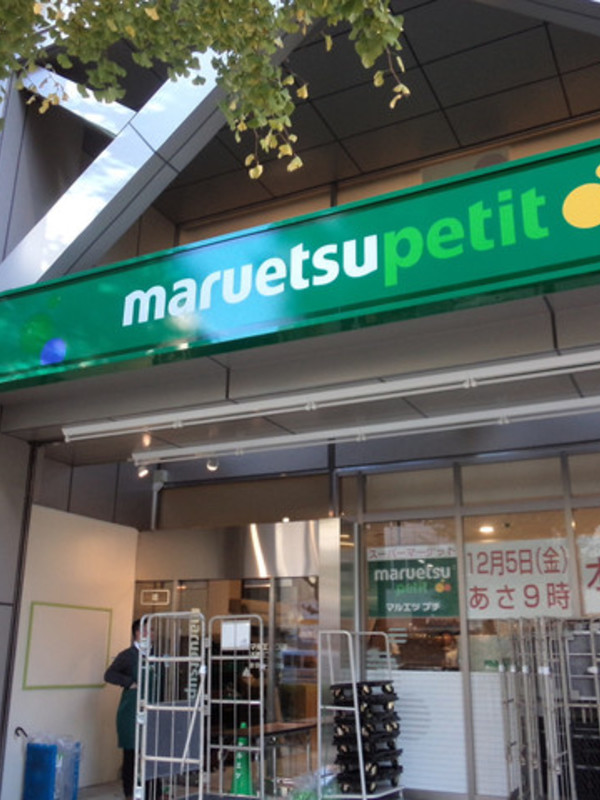 maruetsu petit
スーパーマーケット
maruetsu
petit
マルエツ プチ
12月5日(金)
あさ9時